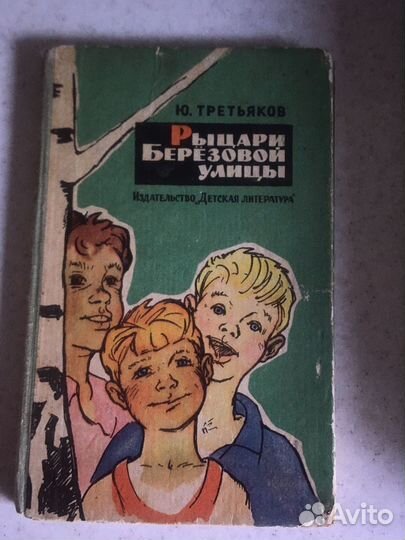 Ю. ТРЕТЬЯКОВ
РЫЦАРИ
БЕРЁЗОВОЙ
УЛИЦЫ
ИЗДАТЕЛЬСТВО „ДЕТСКАЯ ЛИТЕРАТУРА"
Avito